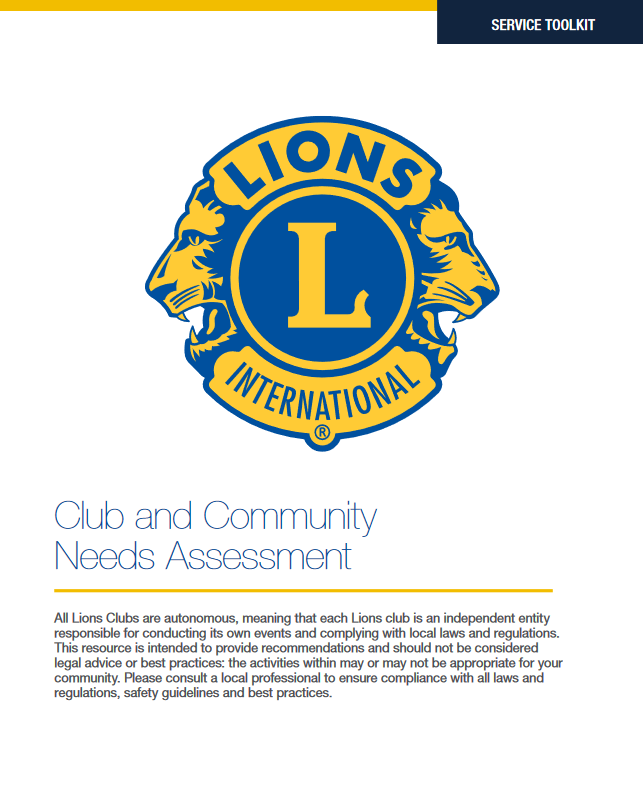 SERVICE TOOLKIT
LIONS
L
INTERNATIONAL
®
Club and Community
Needs Assessment
All Lions Clubs are autonomous, meaning that each Lions club is an independent entity
responsible for conducting its own events and complying with local laws and regulations.
This resource is intended to provide recommendations and should not be considered
legal advice or best practices: the activities within may or may not be appropriate for your
community. Please consult a local professional to ensure compliance with all laws and
regulations, safety guidelines and best practices.